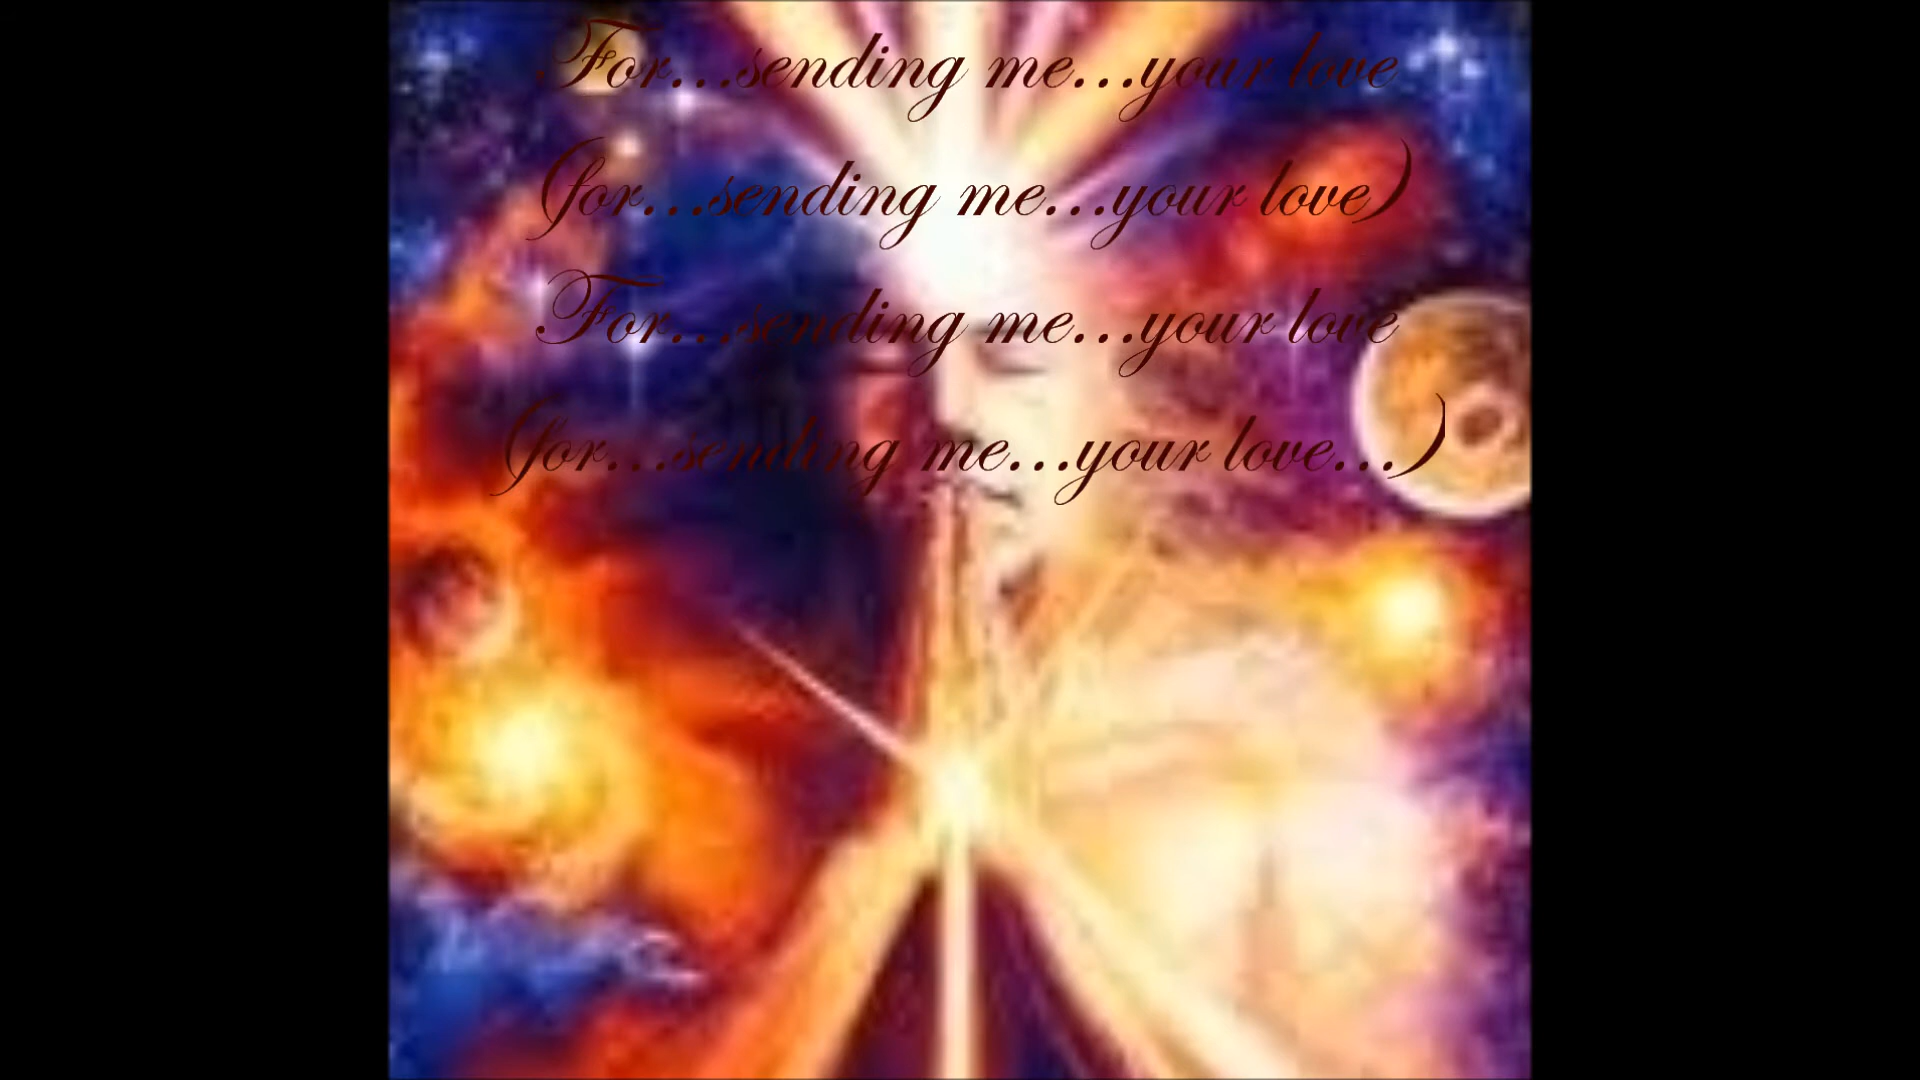 For...sending me...your love
(for...sending me...your love)
For...sending me...your love
(for...sending me...your love...)